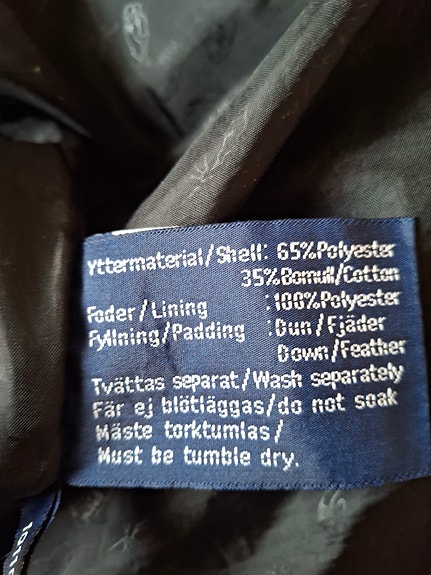 Yttermaterial/Shell: 65%Polyester
35%Bomull/Cotton
Foder/Lining :100%Polyester
Fyllning/Padding :Dun/Fjäder
Down/Feather
Tvättas separat/Wash separately
Får ej blötläggas/do not soak
Måste torktumlas/
Must be tumble dry.